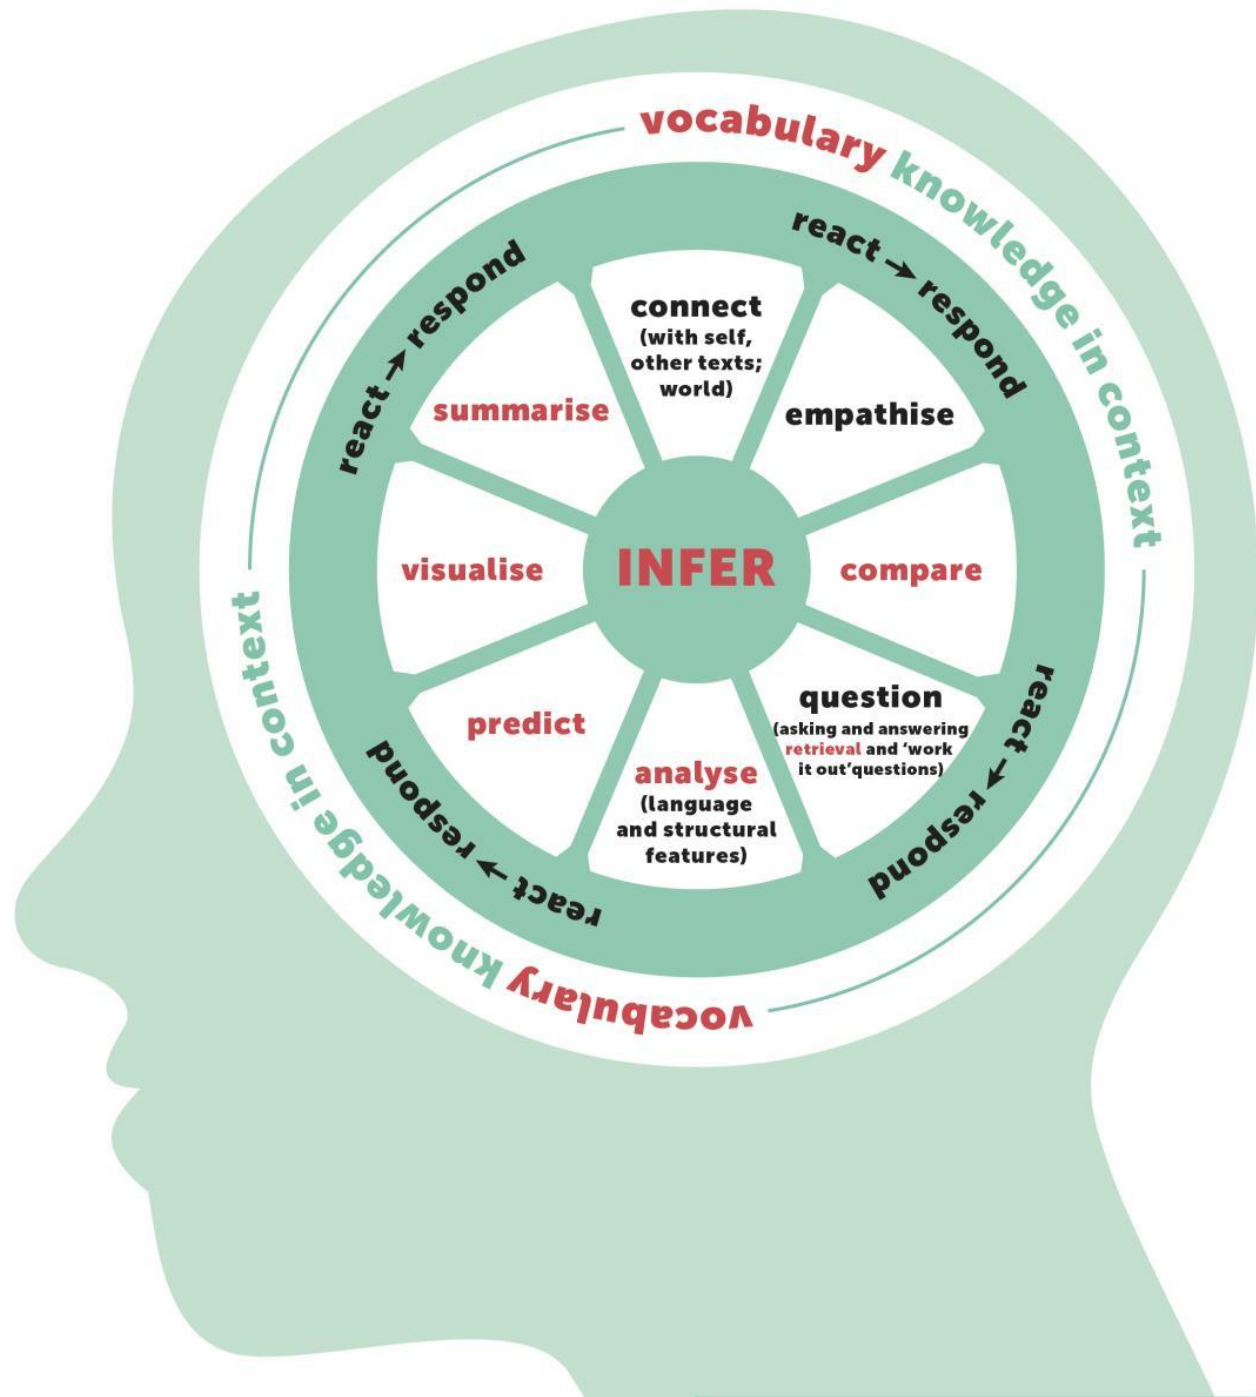 vocabulary knowledge in context
react → respond
react → respond
connect
(with self,
other texts;
world)
summarise
empathise
visualise
INFER
compare
predict
question
(asking and answering
retrieval and ‘work
it out’questions)
analyse
(language
and structural
features)
react → respond
react → respond
vocabulary knowledge in context